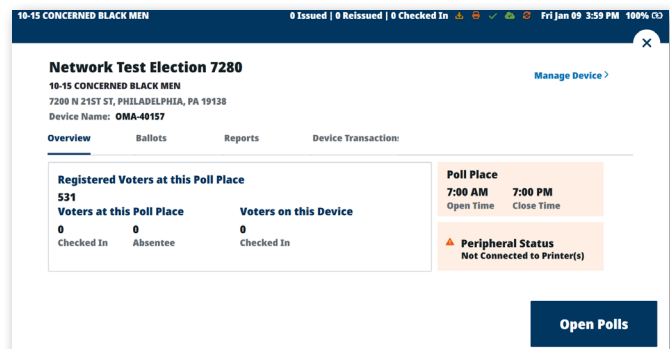 10-15 CONCERNED BLACK MEN 0 Issued | 0 Reissued | 0 Checked In Fri Jan 09 3:59 PM 100%
Network Test Election 7280
Manage Device >
10-15 CONCERNED BLACK MEN
7200 N 21ST ST, PHILADELPHIA, PA 19138
Device Name: OMA-40157
Overview Ballots Reports Device Transactions
Registered Voters at this Poll Place
531
Voters at this Poll Place Voters on this Device
0 0 0
Checked In Absentee Checked In
Poll Place
7:00 AM 7:00 PM
Open Time Close Time
Peripheral Status
Not Connected to Printer(s)
Open Polls